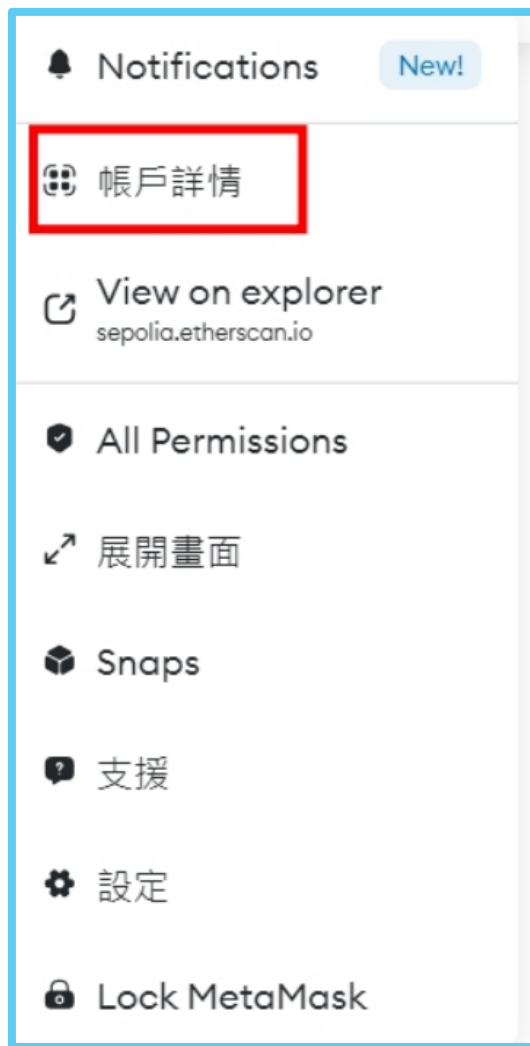 Notifications New!
帳戶詳情
View on explorer
sepolia.etherscan.io
All Permissions
展開畫面
Snaps
支援
設定
Lock MetaMask